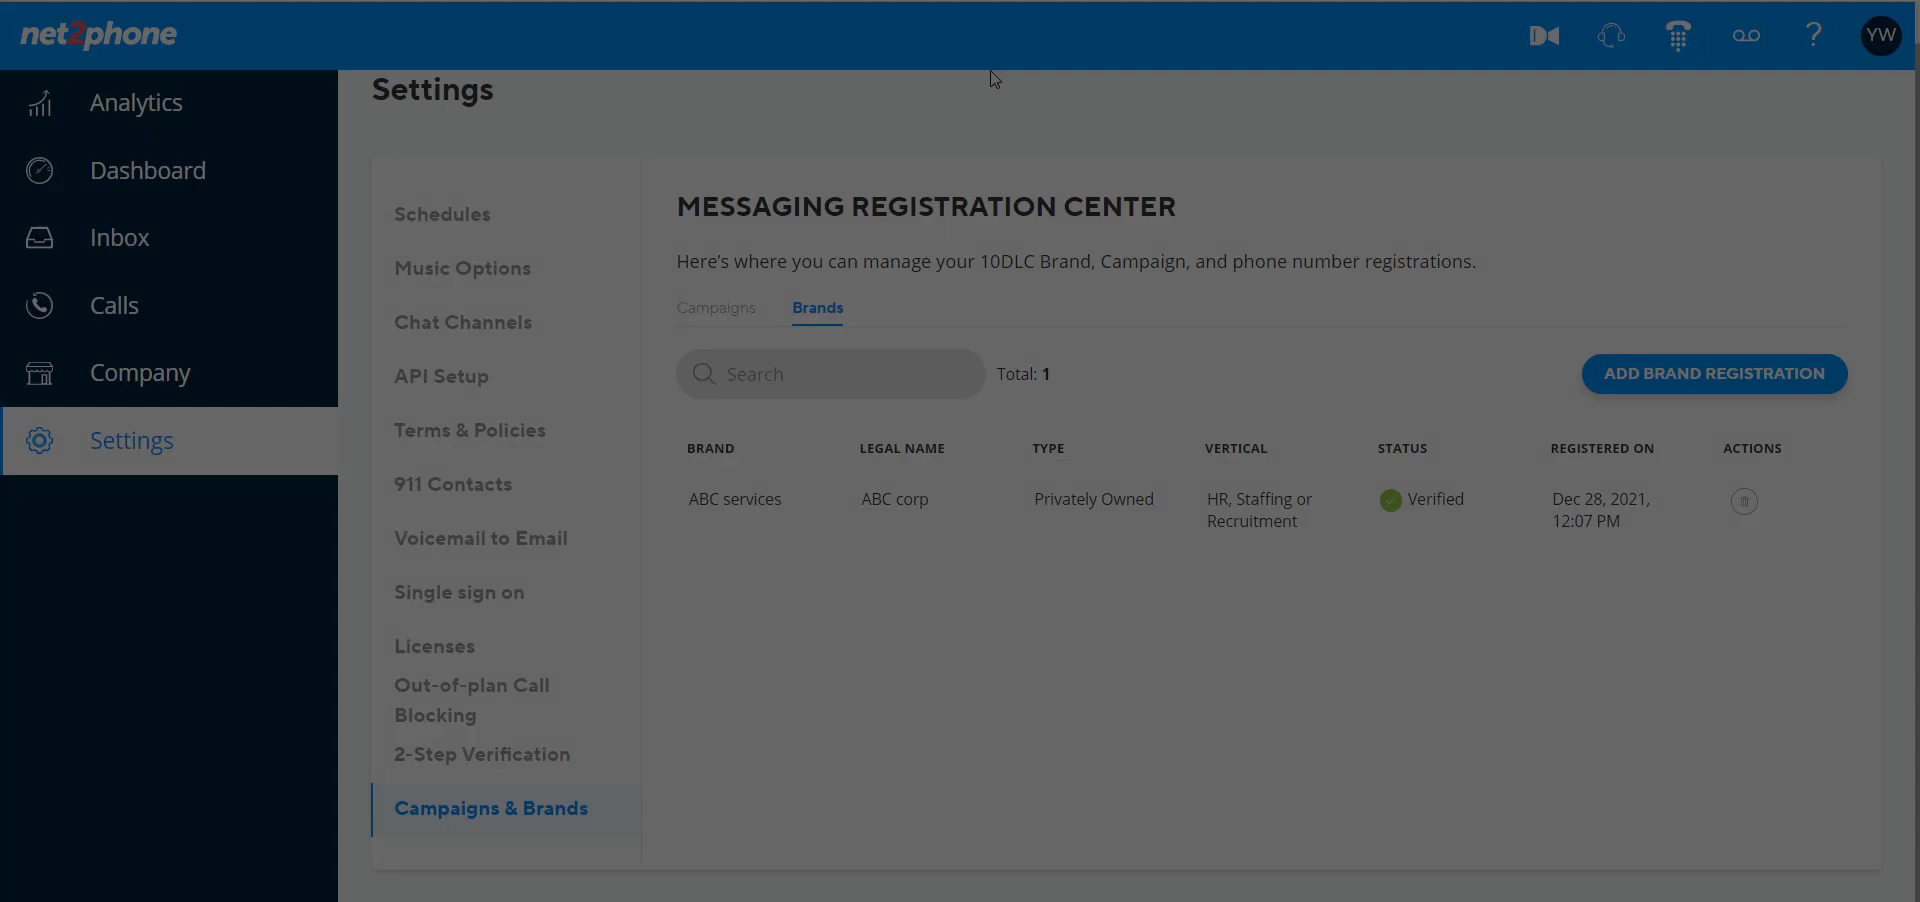 net2phone
?
YW
Analytics
Dashboard
Inbox
Calls
Company
Settings
Settings
Schedules
Music Options
Chat Channels
API Setup
Terms & Policies
911 Contacts
Voicemail to Email
Single sign on
Licenses
Out-of-plan Call
Blocking
2-Step Verification
Campaigns & Brands
MESSAGING REGISTRATION CENTER
Here’s where you can manage your 10DLC Brand, Campaign, and phone number registrations.
Campaigns Brands
Search Total: 1 ADD BRAND REGISTRATION
BRAND LEGAL NAME TYPE VERTICAL STATUS REGISTERED ON ACTIONS
ABC services ABC corp Privately Owned HR, Staffing or Verified Dec 28, 2021,
Recruitment 12:07 PM